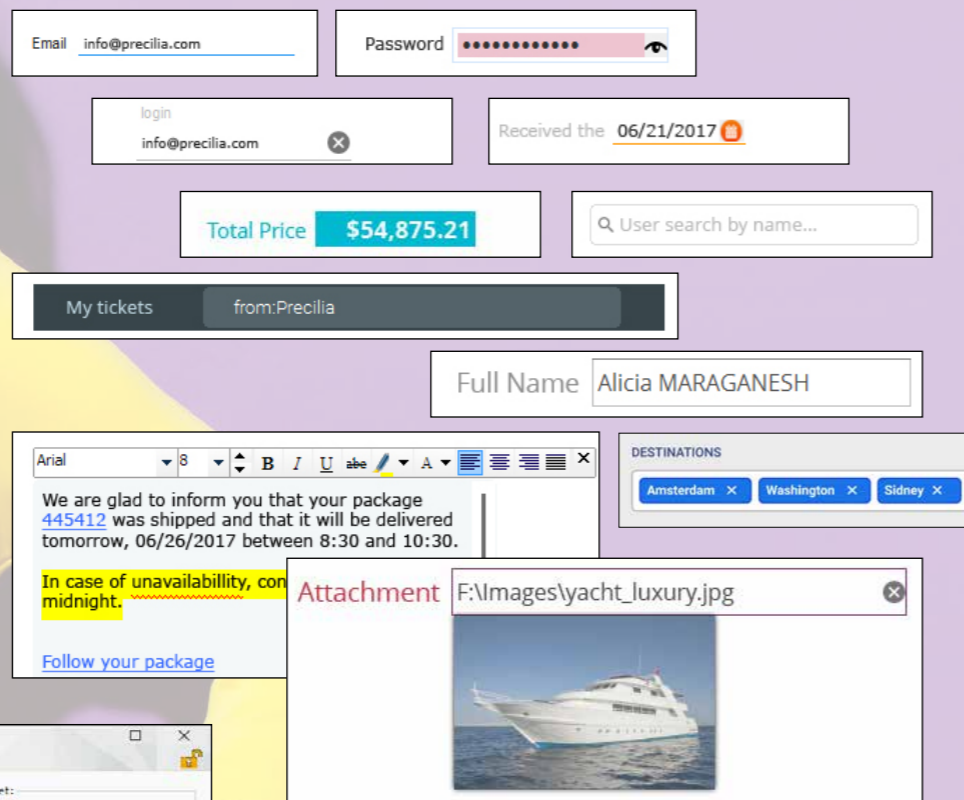 Email info@precilia.com
Password ••••••••••••
login
info@precilia.com
Received the 06/21/2017
Total Price $54,875.21
User search by name...
My tickets from:Precilia
Full Name Alicia MARAGANESH
Arial 8 B I U abc A
We are glad to inform you that your package
445412 was shipped and that it will be delivered
tomorrow, 06/26/2017 between 8:30 and 10:30.
In case of unavailabillity, con
midnight.
Follow your package
DESTINATIONS
Amsterdam × Washington × Sidney ×
Attachment F:\Images\yacht_luxury.jpg
et: